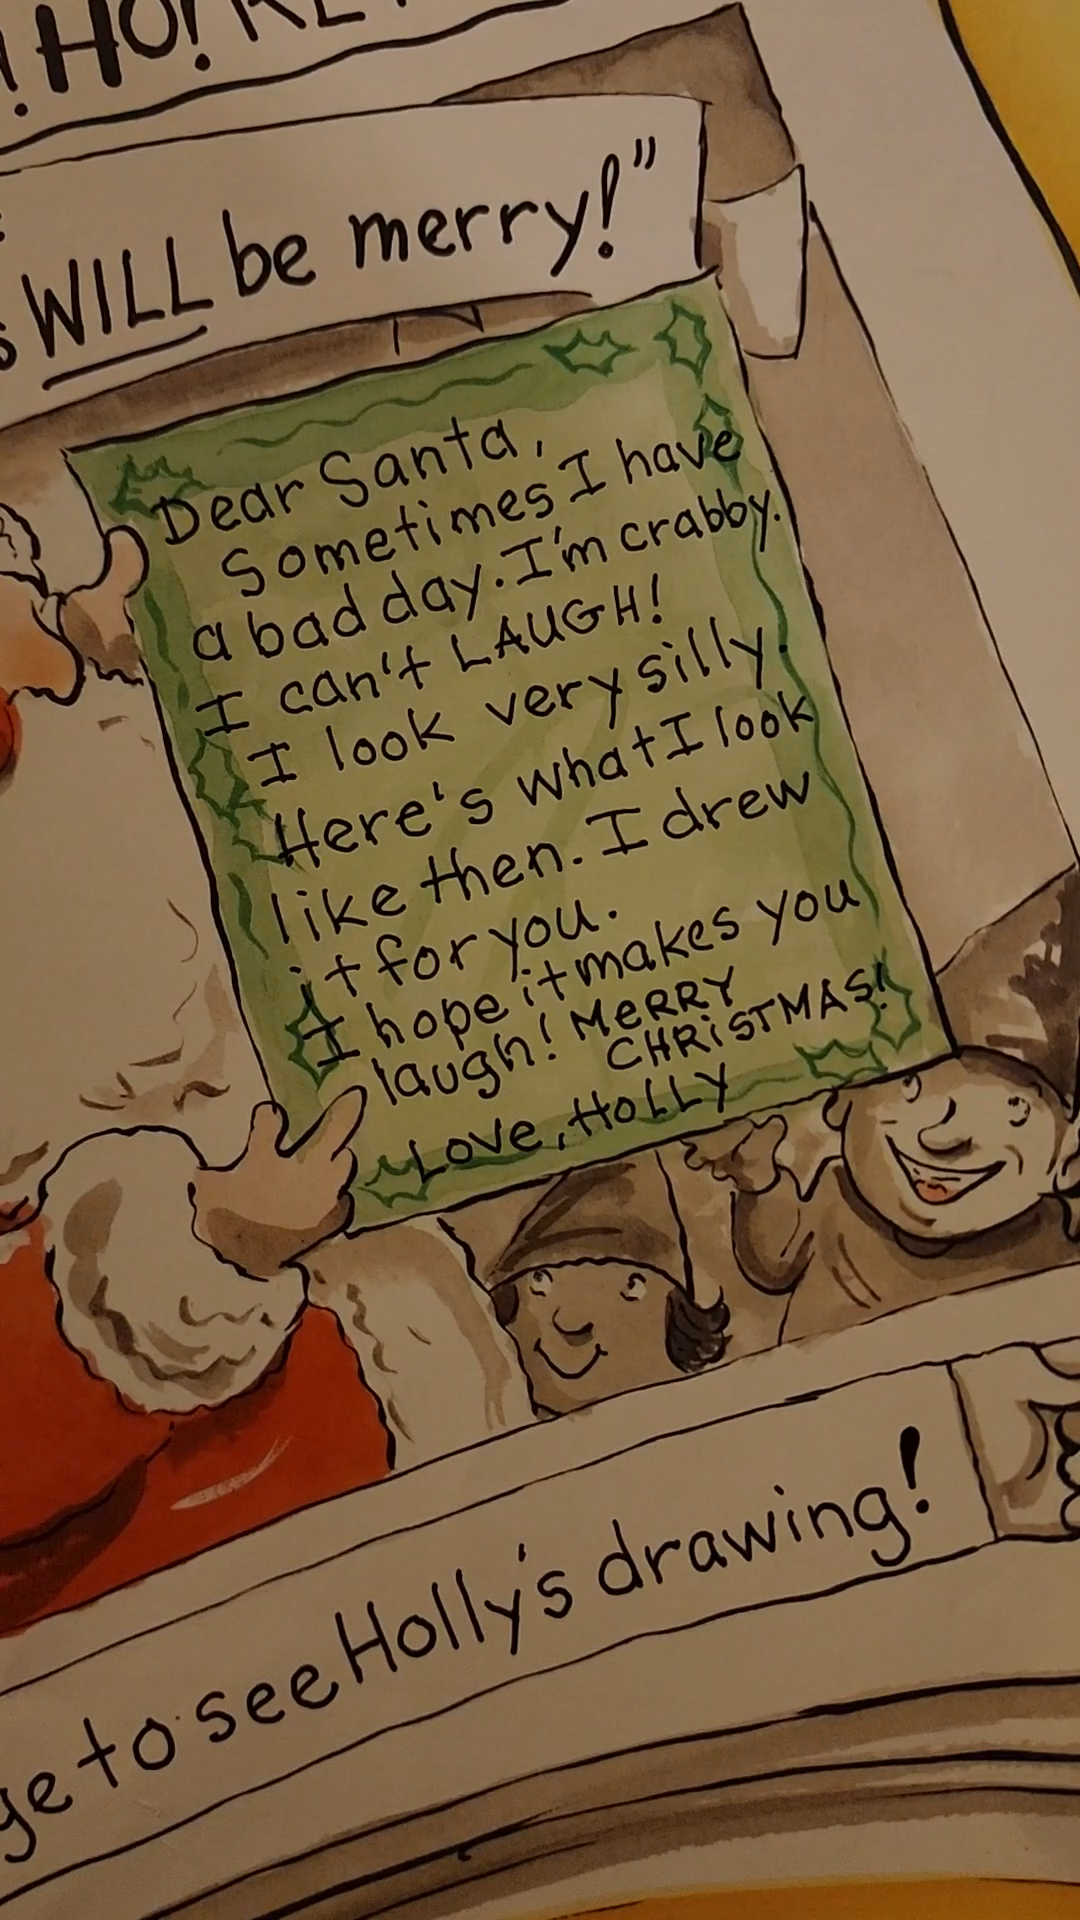 HO!
WILL be merry!"
Dear Santa,
Sometimes I have
a bad day. I'm crabby.
I can't LAUGH!
I look very silly.
Here's what I look
like then. I drew
it for you.
I hope it makes you
laugh! MERRY
CHRISTMAS!
Love, HOLLY
to see Holly's drawing!